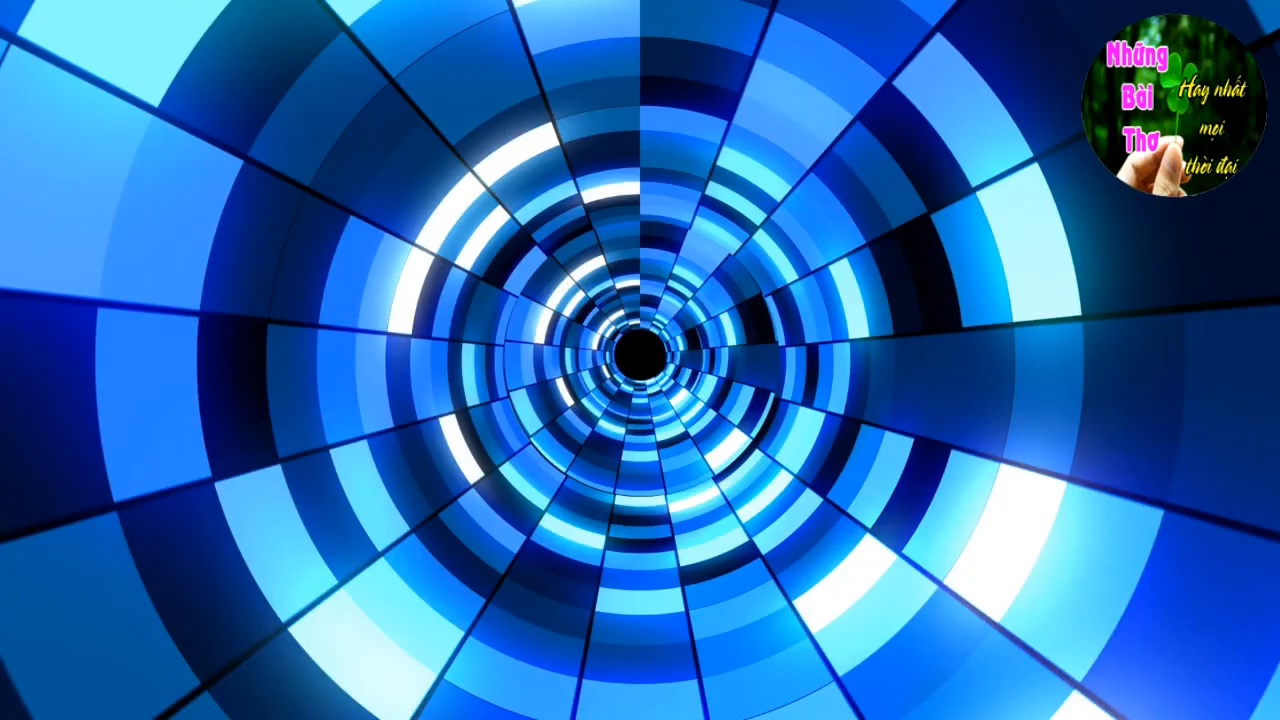 Những
Bài
Thơ
Hay nhất
mọi
thời đại